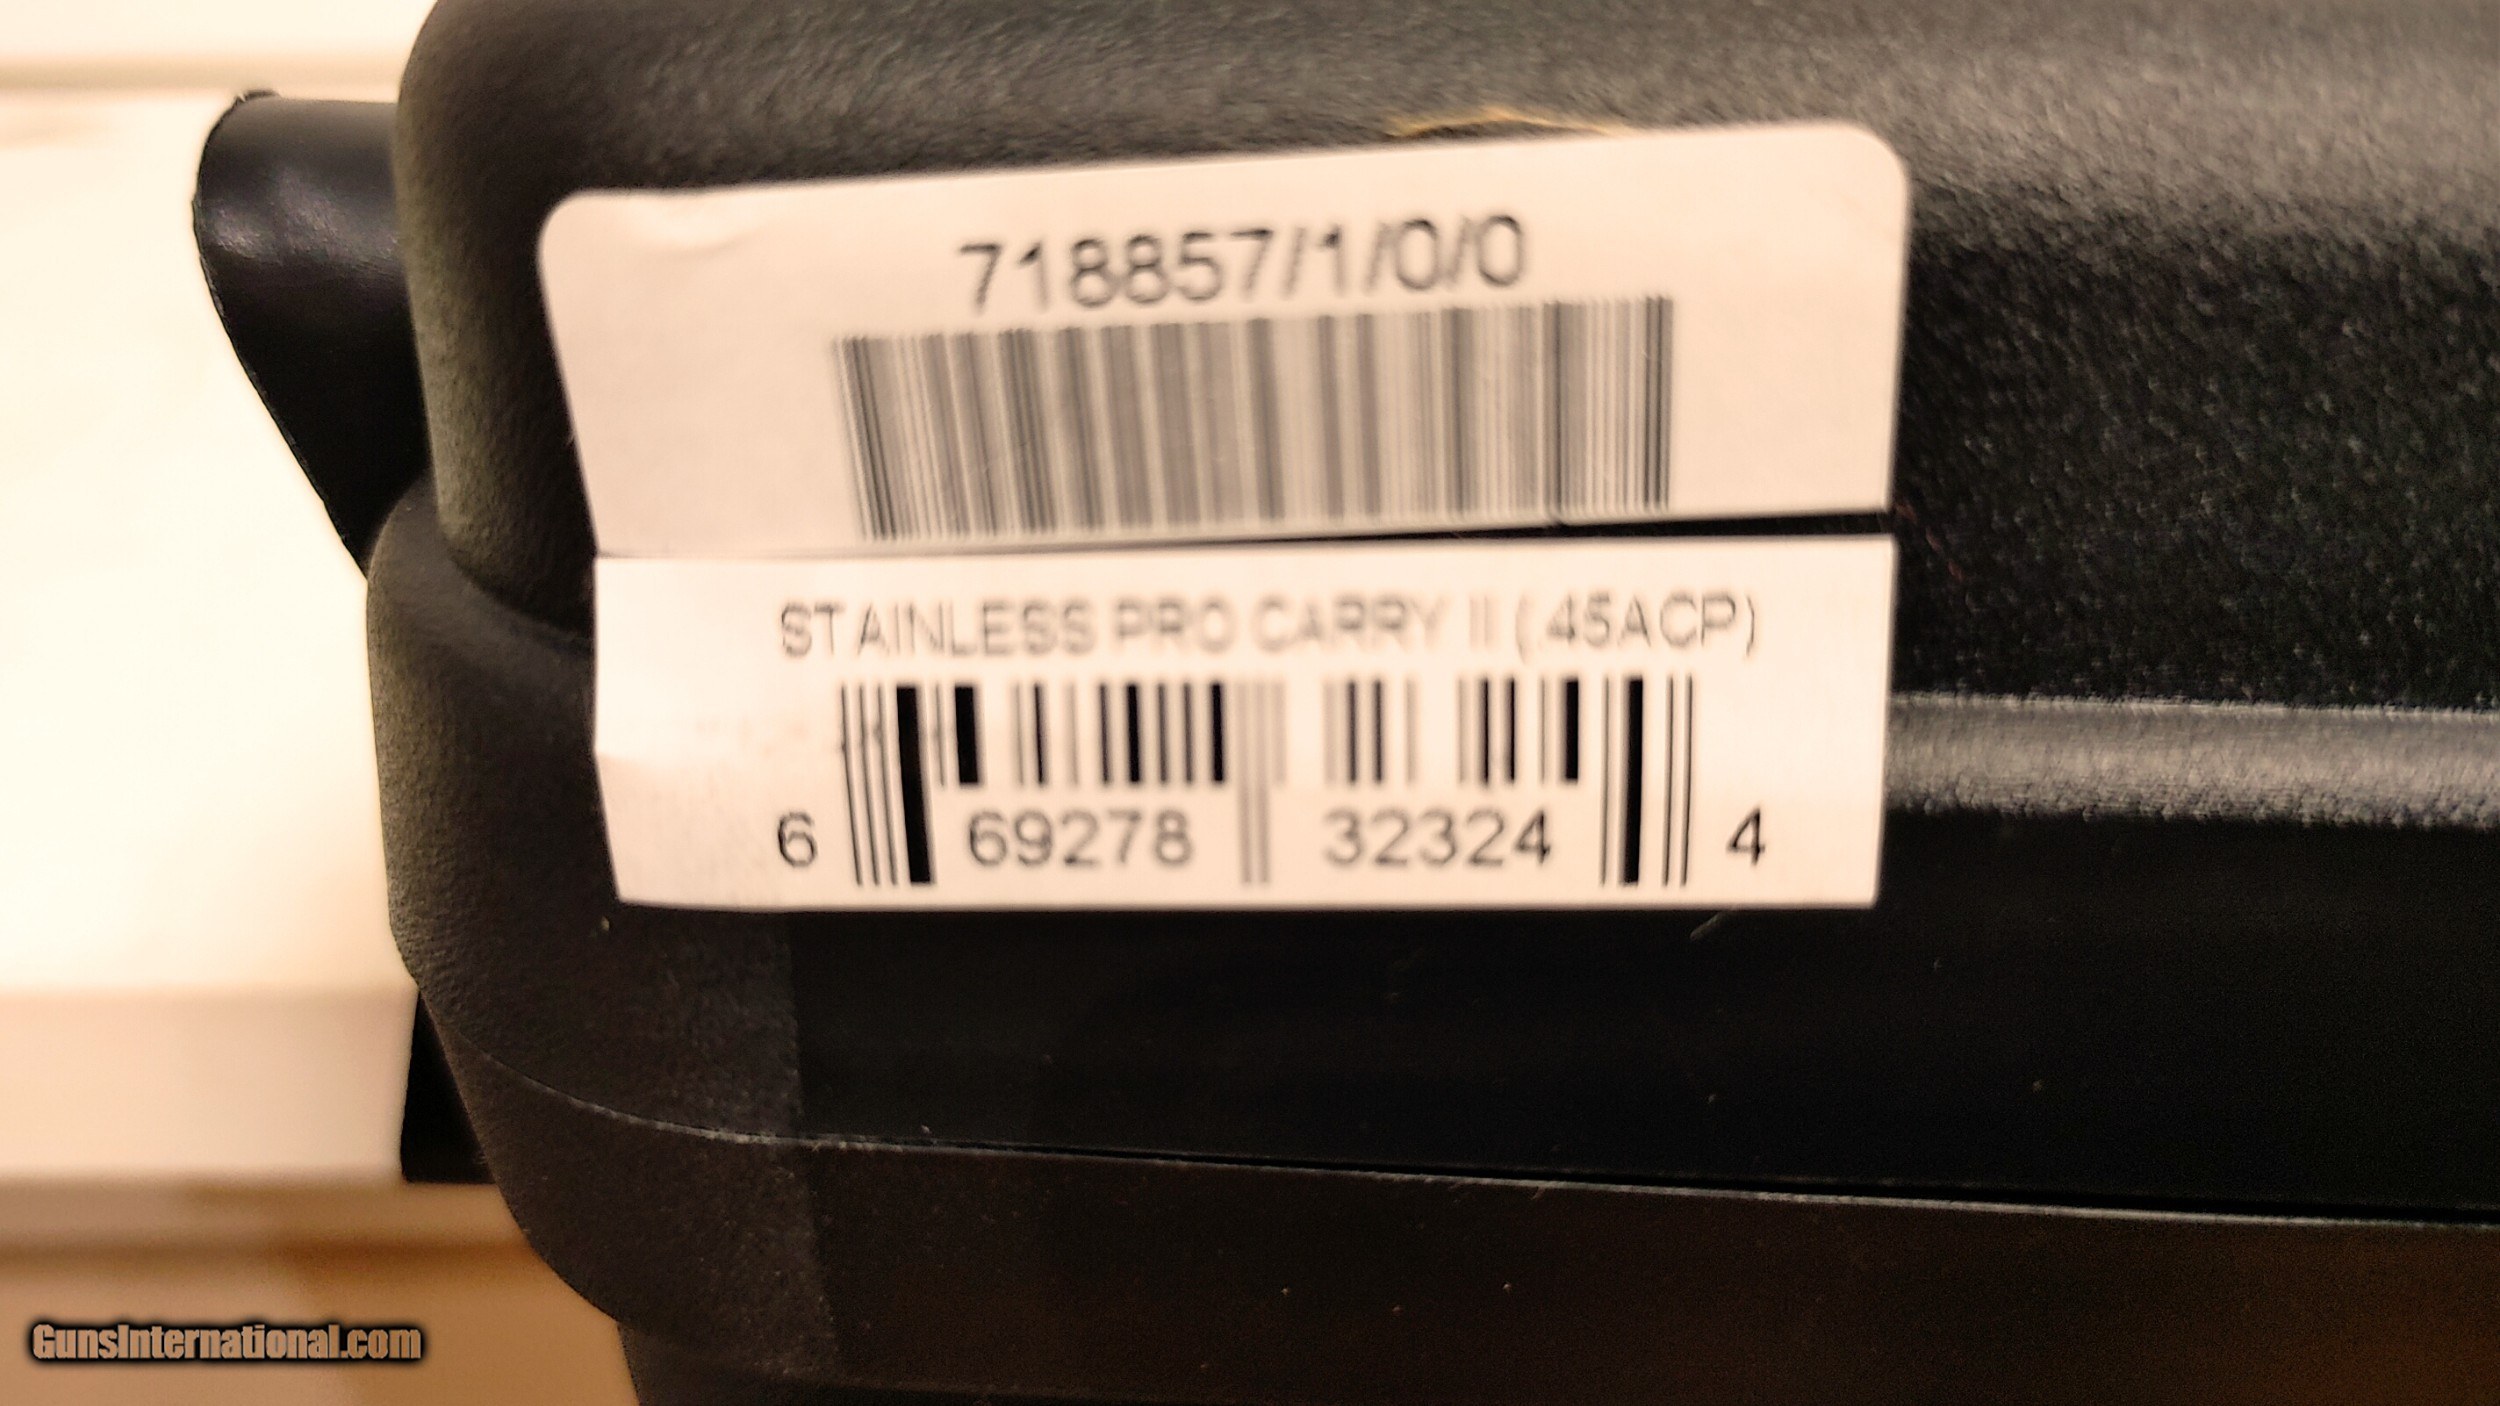 718857/1/0/0
STAINLESS PRO CARRY II (.45ACP)
6 69278 32324 4
GunsInternational.com